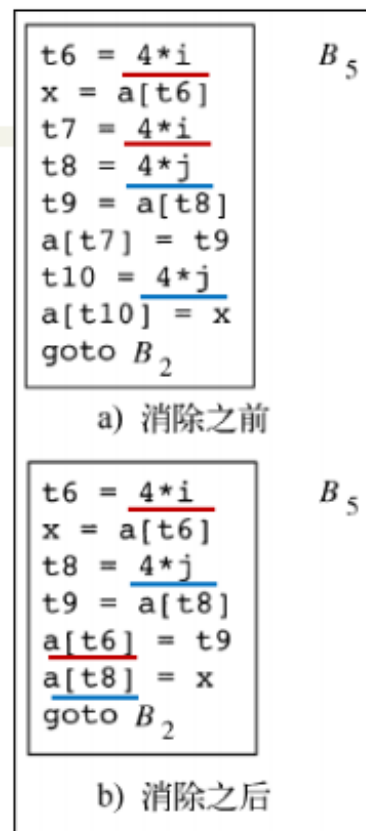 t6 = 4*i B5
x = a[t6]
t7 = 4*i
t8 = 4*j
t9 = a[t8]
a[t7] = t9
t10 = 4*j
a[t10] = x
goto B2
a) 消除之前
t6 = 4*i B5
x = a[t6]
t8 = 4*j
t9 = a[t8]
a[t6] = t9
a[t8] = x
goto B2
b) 消除之后